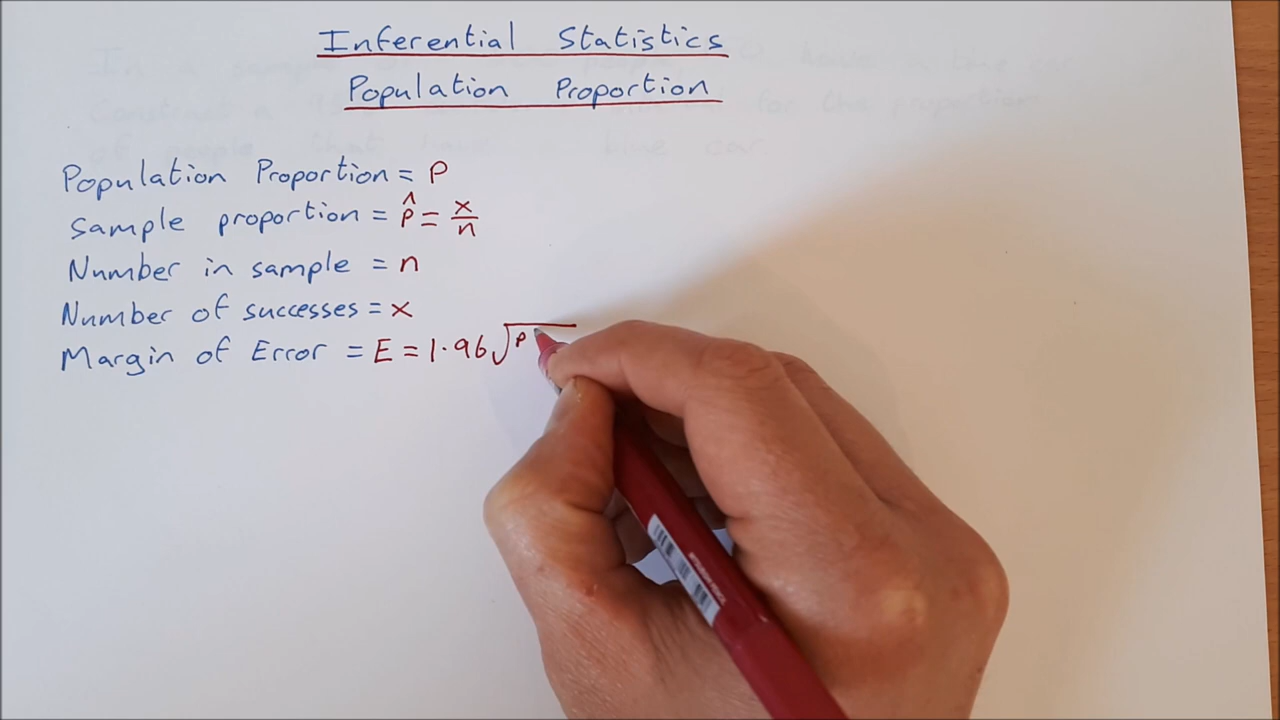 Inferential Statistics
Population Proportion
Population Proportion = P
Sample proportion = p̂ = x/n
Number in sample = n
Number of successes = x
Margin of Error = E = 1.96√p